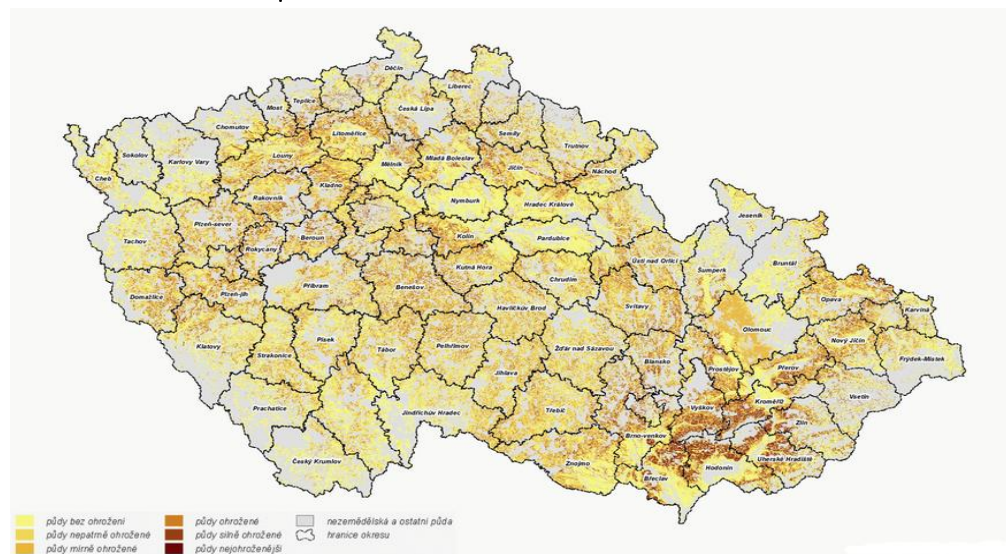 Děčín
Liberec
Teplice
Most
Česká Lípa
Chomutov
Litoměřice
Semily
Trutnov
Sokolov
Karlovy Vary
Louny
Mělník
Mladá Boleslav
Jičín
Náchod
Cheb
Rakovník
Kladno
Nymburk
Hradec Králové
Jeseník
Plzeň-sever
Tachov
Rokycany
Beroun
Kolín
Pardubice
Ústí nad Orlicí
Šumperk
Bruntál
Kutná Hora
Chrudim
Domažlice
Plzeň-jih
Příbram
Benešov
Havlíčkův Brod
Svitavy
Opava
Karviná
Olomouc
Nový Jičín
Frýdek-Místek
Klatovy
Strakonice
Písek
Tábor
Pelhřimov
Jihlava
Žďár nad Sázavou
Blansko
Prostějov
Přerov
Prachatice
Jindřichův Hradec
Třebíč
Vyškov
Kroměříž
Vsetín
Zlín
Český Krumlov
Znojmo
Brno-venkov
Břeclav
Hodonín
Uherské Hradiště
půdy bez ohrožení
půdy nepatrně ohrožené
půdy mírně ohrožené
půdy ohrožené
půdy silně ohrožené
půdy nejohroženější
nezemědělská a ostatní půda
hranice okresu